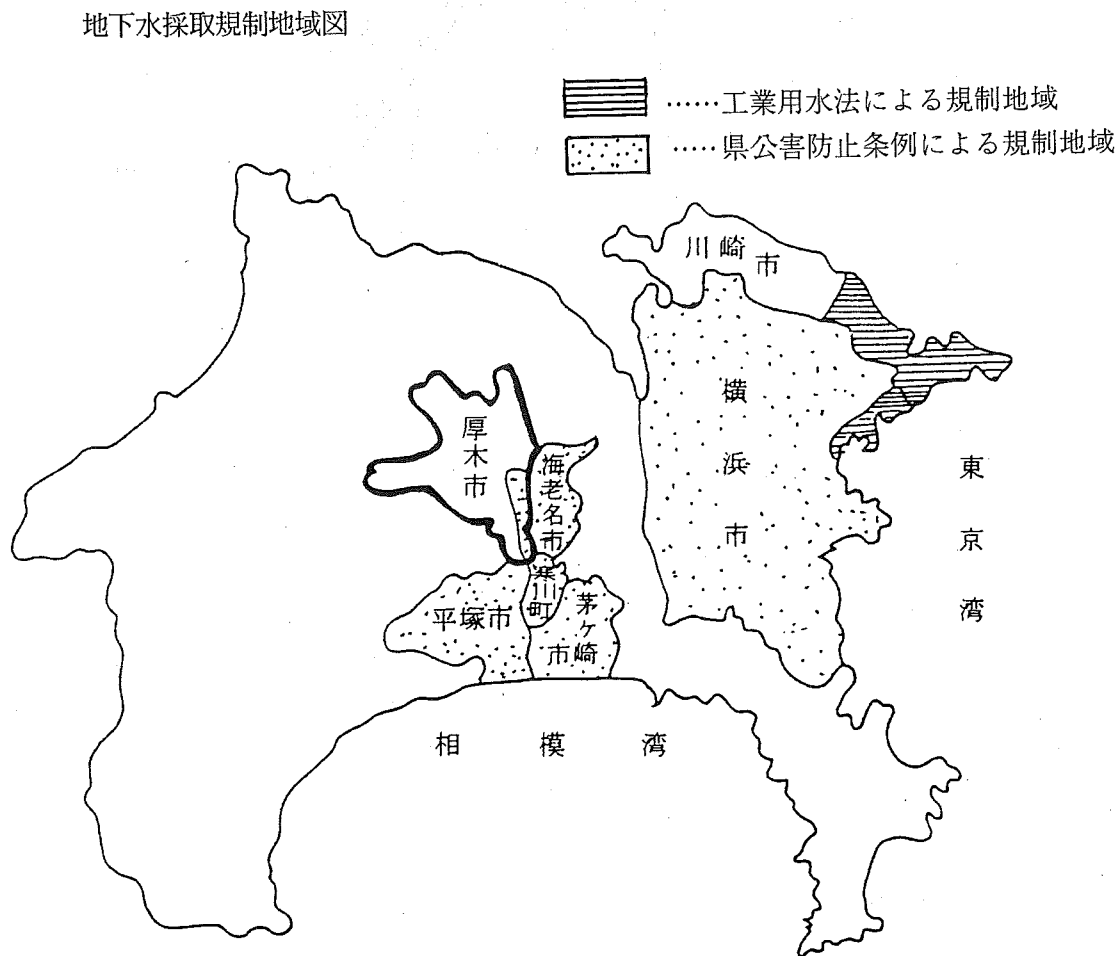 地下水採取規制地域図
……工業用水法による規制地域
……県公害防止条例による規制地域
川崎市
横浜市
厚木市
海老名市
寒川町
平塚市
茅ヶ崎市
東京湾
相模湾